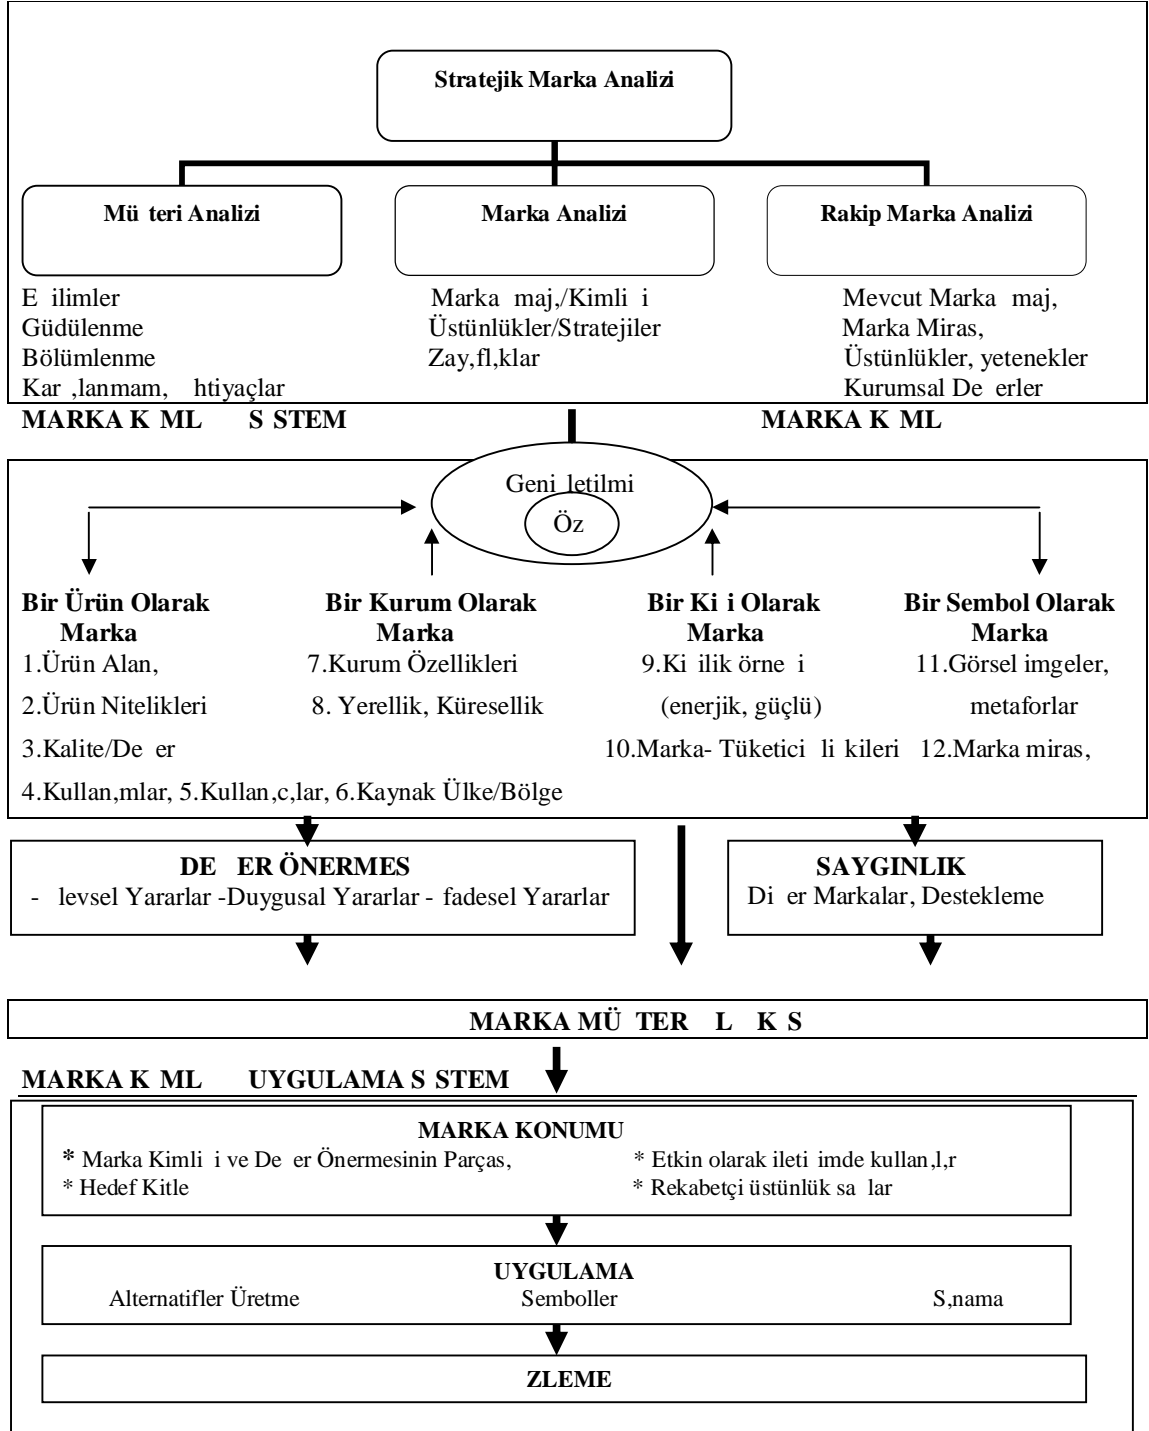 Stratejik Marka Analizi
Mü teri Analizi
Marka Analizi
Rakip Marka Analizi
E ilimler
Güdülenme
Bölümlenme
Kar ,lanmam, htiyaçlar
Marka maj,/Kimli i
Üstünlükler/Stratejiler
Zay,fl,klar
Mevcut Marka maj,
Marka Miras,
Üstünlükler, yetenekler
Kurumsal De erler
MARKA K ML S STEM
MARKA K ML
Geni letilmi
Öz
Bir Ürün Olarak
Marka
1.Ürün Alan,
2.Ürün Nitelikleri
3.Kalite/De er
4.Kullan,mlar, 5.Kullan,c,lar, 6.Kaynak Ülke/Bölge
Bir Kurum Olarak
Marka
7.Kurum Özellikleri
8. Yerellik, Küresellik
Bir Ki i Olarak
Marka
9.Ki ilik örne i
(enerjik, güçlü)
10.Marka- Tüketici li kileri
Bir Sembol Olarak
Marka
11.Görsel imgeler,
metaforlar
12.Marka miras,
DE ER ÖNERMES
- levsel Yararlar -Duygusal Yararlar - fadesel Yararlar
SAYGINLIK
Di er Markalar, Destekleme
MARKA MÜ TER L K S
MARKA K ML UYGULAMA S STEM
MARKA KONUMU
* Marka Kimli i ve De er Önermesinin Parças,
* Etkin olarak ileti imde kullan,l,r
* Hedef Kitle
* Rekabetçi üstünlük sa lar
UYGULAMA
Alternatifler Üretme Semboller S,nama
ZLEME